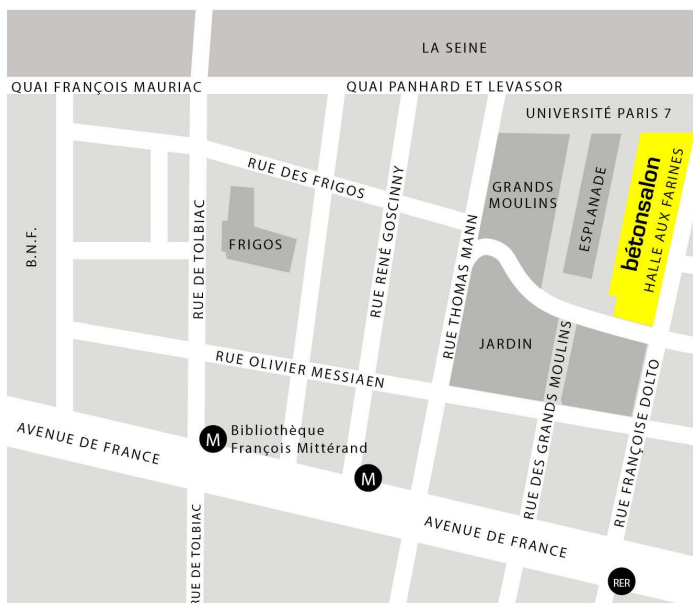 LA SEINE
QUAI FRANÇOIS MAURIAC
QUAI PANHARD ET LEVASSOR
UNIVERSITÉ PARIS 7
RUE DES FRIGOS
GRANDS
MOULINS
ESPLANADE
bétonsalon
HALLE AUX FARINES
B.N.F.
RUE DE TOLBIAC
FRIGOS
RUE RENÉ GOSCINNY
RUE THOMAS MANN
JARDIN
RUE OLIVIER MESSIAEN
RUE DES GRANDS MOULINS
RUE FRANÇOISE DOLTO
AVENUE DE FRANCE
M
Bibliothèque
François Mittérand
M
RUE DE TOLBIAC
AVENUE DE FRANCE
RER